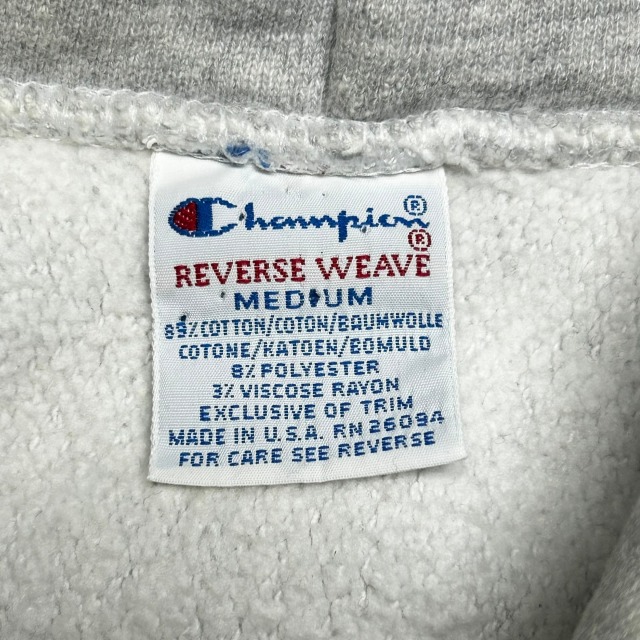 Champion ®
REVERSE WEAVE ®
MEDIUM
89% COTTON/COTON/BAUMWOLLE
COTONE/KATOEN/BOMULD
8% POLYESTER
3% VISCOSE RAYON
EXCLUSIVE OF TRIM
MADE IN U.S.A. RN 26094
FOR CARE SEE REVERSE